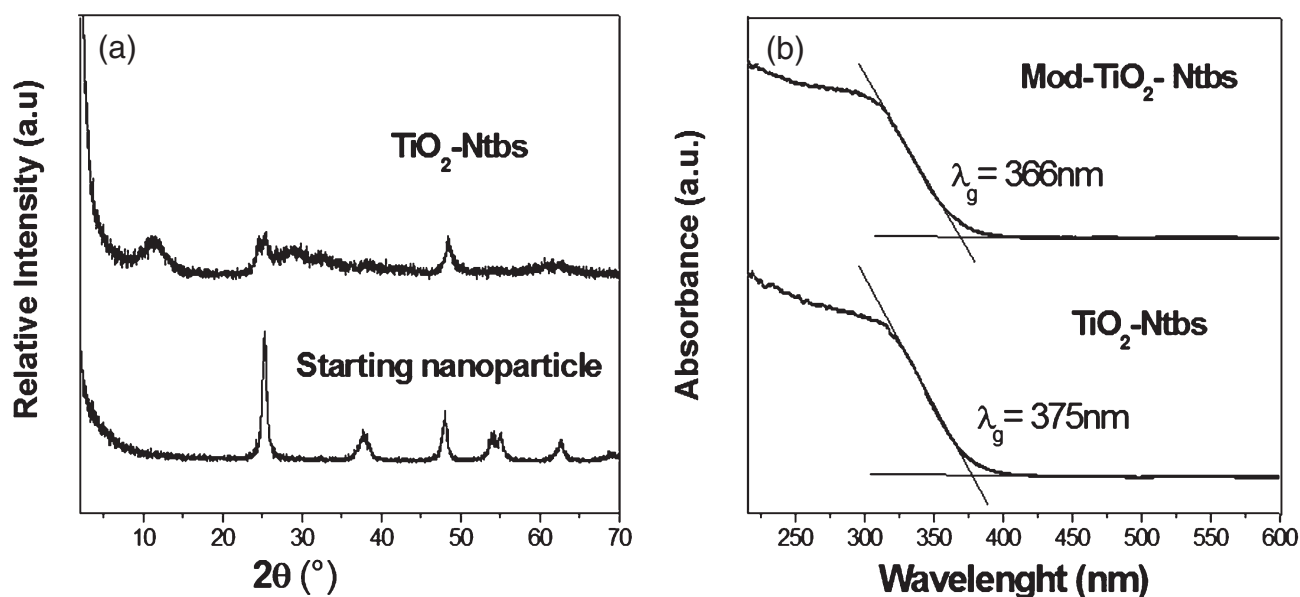 (a)
Relative Intensity (a.u)
TiO2-Ntbs
Starting nanoparticle
10 20 30 40 50 60 70
2θ (°)
(b)
Absorbance (a.u.)
Mod-TiO2- Ntbs
λg= 366nm
TiO2-Ntbs
λg= 375nm
250 300 350 400 450 500 550 600
Wavelenght (nm)